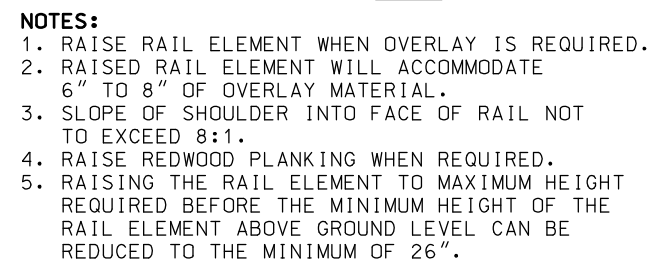 NOTES:
1. RAISE RAIL ELEMENT WHEN OVERLAY IS REQUIRED.
2. RAISED RAIL ELEMENT WILL ACCOMMODATE
6" TO 8" OF OVERLAY MATERIAL.
3. SLOPE OF SHOULDER INTO FACE OF RAIL NOT
TO EXCEED 8:1.
4. RAISE REDWOOD PLANKING WHEN REQUIRED.
5. RAISING THE RAIL ELEMENT TO MAXIMUM HEIGHT
REQUIRED BEFORE THE MINIMUM HEIGHT OF THE
RAIL ELEMENT ABOVE GROUND LEVEL CAN BE
REDUCED TO THE MINIMUM OF 26".